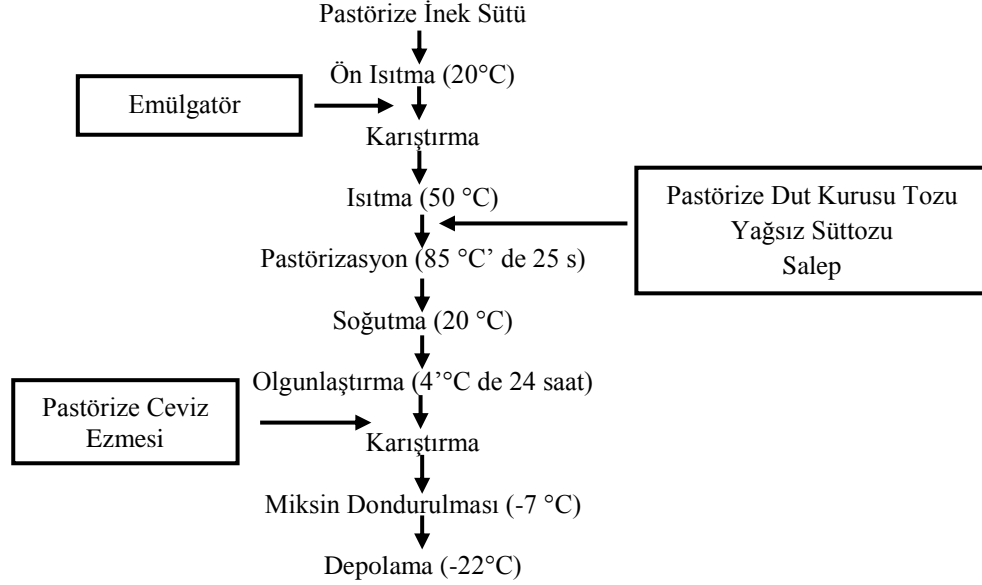 Pastörize İnek Sütü
Ön Isıtma (20°C)
Emülgatör
Karıştırma
Isıtma (50 °C)
Pastörize Dut Kurusu Tozu
Yağsız Süttozu
Salep
Pastörizasyon (85 °C’ de 25 s)
Soğutma (20 °C)
Olgunlaştırma (4’°C de 24 saat)
Pastörize Ceviz
Ezmesi
Karıştırma
Miksin Dondurulması (-7 °C)
Depolama (-22°C)